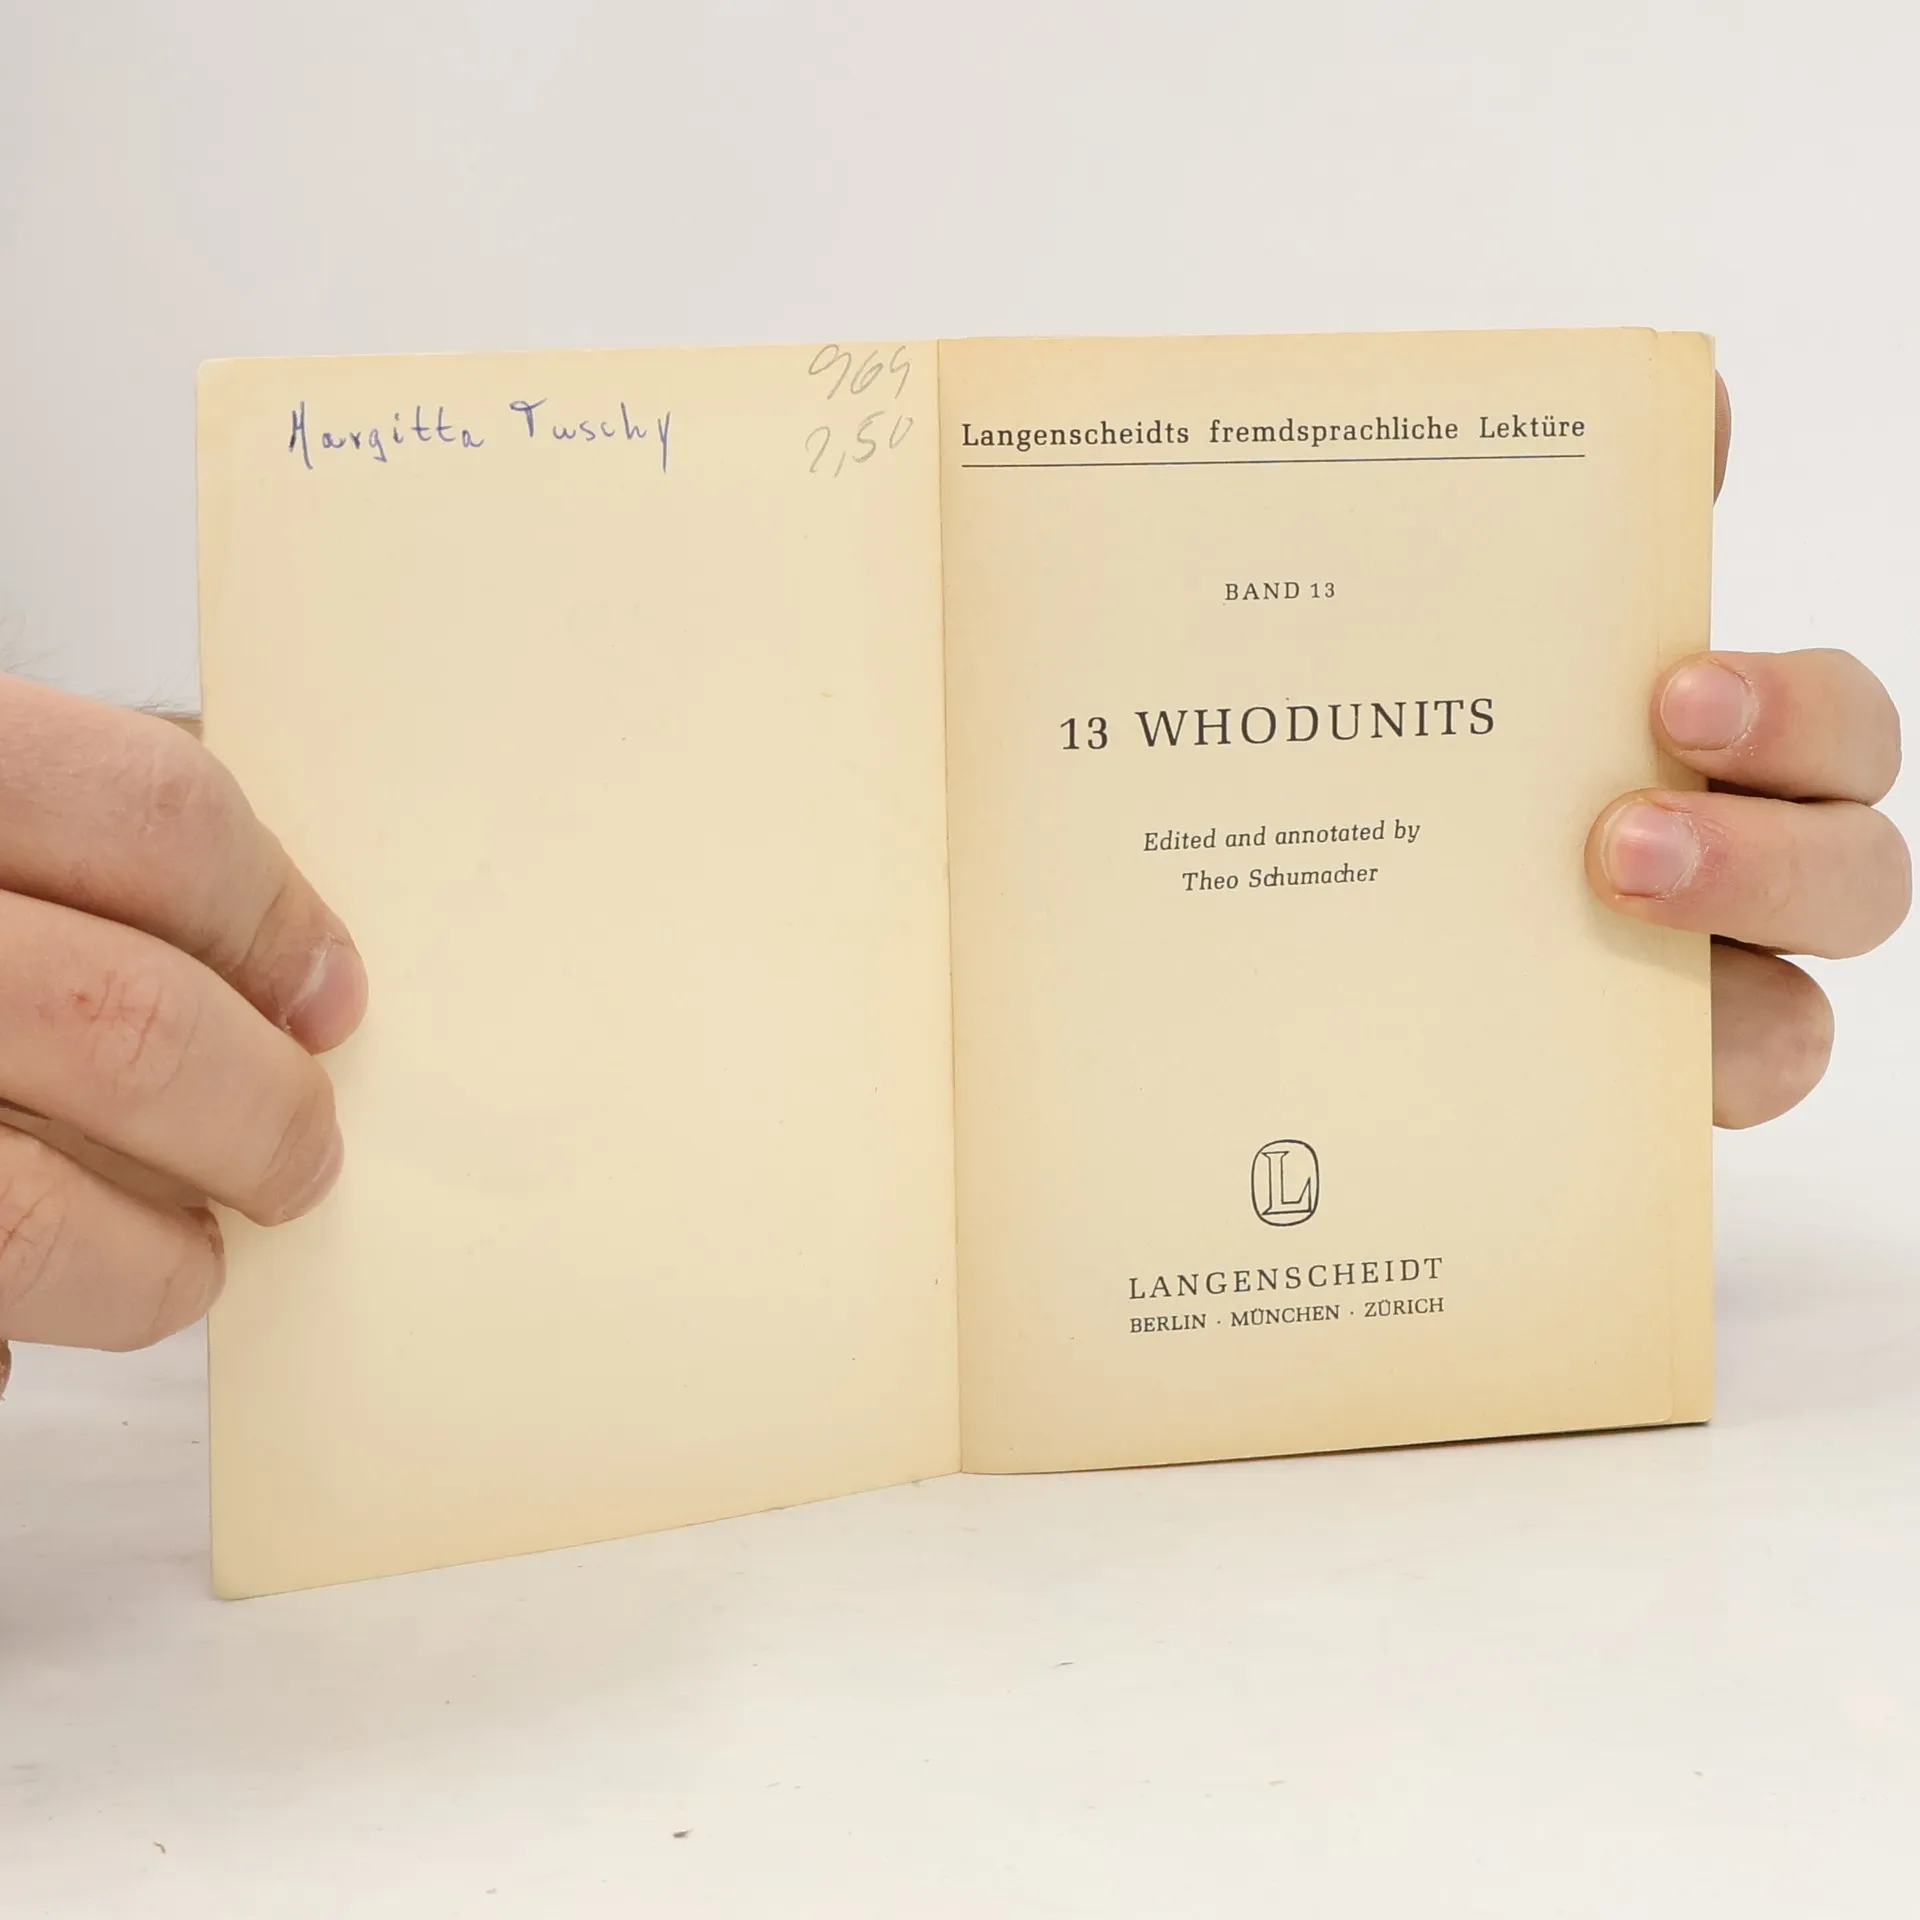 Margitta Tuschy
969
2,50
Langenscheidts fremdsprachliche Lektüre
BAND 13
13 WHODUNITS
Edited and annotated by
Theo Schumacher
L
LANGENSCHEIDT
BERLIN · MÜNCHEN · ZÜRICH